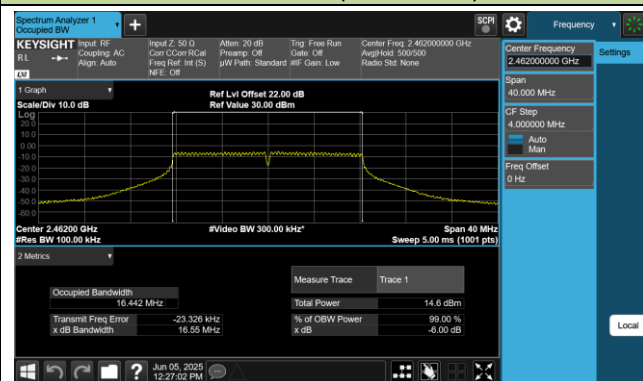 Spectrum Analyzer 1
Occupied BW
SCPI
Frequency
KEYSIGHT
RL
Input: RF
Coupling: AC
Align: Auto
Input Z: 50 Ω
Corr CCorr RCal
Freq Ref: Int (S)
NFE: Off
Atten: 20 dB
Preamp: Off
µW Path: Standard
Trig: Free Run
Gate: Off
#IF Gain: Low
Center Freq: 2.462000000 GHz
Avg|Hold: 500/500
Radio Std: None
Center Frequency
2.462000000 GHz
Settings
Span
40.000 MHz
CF Step
4.000000 MHz
Auto
Man
Freq Offset
0 Hz
Local
1 Graph
Scale/Div 10.0 dB
Ref Lvl Offset 22.00 dB
Ref Value 30.00 dBm
Log
20.0
10.0
0.00
-10.0
-20.0
-30.0
-40.0
-50.0
-60.0
Center 2.46200 GHz
#Res BW 100.00 kHz
#Video BW 300.00 kHz*
Span 40 MHz
Sweep 5.00 ms (1001 pts)
2 Metrics
Measure Trace Trace 1
Occupied Bandwidth
16.442 MHz
Total Power 14.6 dBm
Transmit Freq Error -23.326 kHz
% of OBW Power 99.00 %
x dB Bandwidth 16.55 MHz
x dB -6.00 dB
Jun 05, 2025
12:27:02 PM